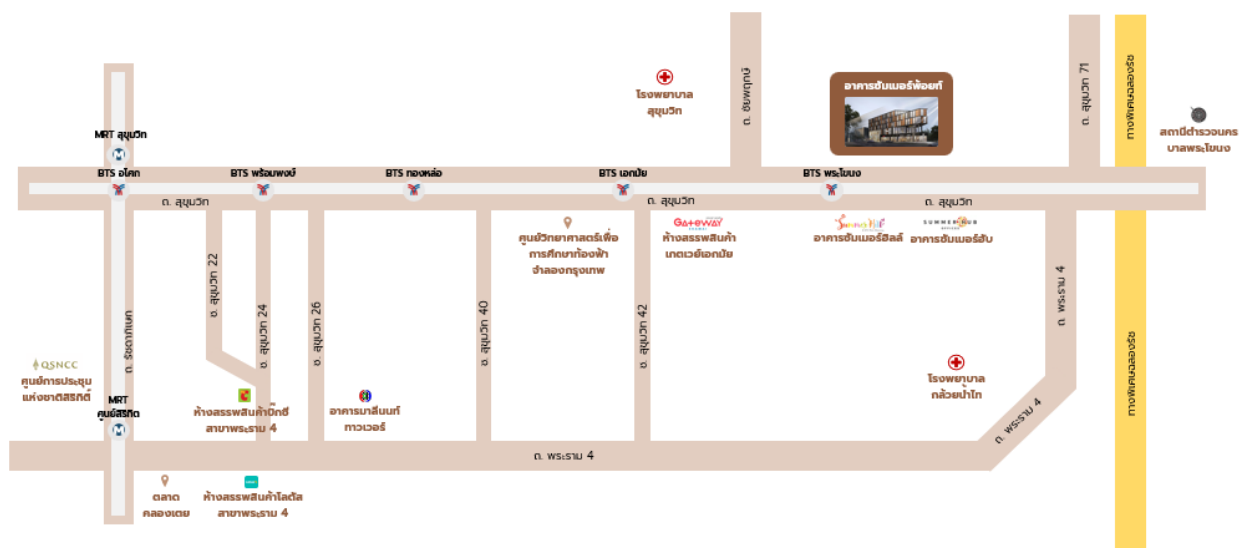 ถ. ชัยพฤกษ์
ถ. สุขุมวิท 71
ทางพิเศษฉลองรัช
โรงพยาบาล
สุขุมวิท
อาคารซัมเมอร์พ้อยท์
สถานีตำรวจนคร
บาลพระโขนง
MRT สุขุมวิท
BTS อโศก
BTS พร้อมพงษ์
BTS ทองหล่อ
BTS เอกมัย
BTS พระโขนง
ถ. สุขุมวิท
ถ. สุขุมวิท
ถ. สุขุมวิท
ศูนย์วิทยาศาสตร์เพื่อ
การศึกษาท้องฟ้า
จำลองกรุงเทพ
GATEWAY
ห้างสรรพสินค้า
เกตเวย์เอกมัย
Summer Hill
อาคารซัมเมอร์ฮิลล์
SUMMER HUB
อาคารซัมเมอร์ฮับ
ซ. สุขุมวิท 22
ซ. สุขุมวิท 24
ซ. สุขุมวิท 26
ซ. สุขุมวิท 40
ซ. สุขุมวิท 42
ถ. พระราม 4
ถ. รัชดาภิเษก
ทางพิเศษฉลองรัช
QSNCC
ศูนย์การประชุม
แห่งชาติสิริกิติ์
MRT
ศูนย์สิริกิต
ห้างสรรพสินค้าบิ๊กซี
สาขาพระราม 4
อาคารมาลีนนท์
ทาวเวอร์
โรงพยาบาล
กล้วยน้ำไท
ถ. พระราม 4
ถ. พระราม 4
ตลาด
คลองเตย
ห้างสรรพสินค้าโลตัส
สาขาพระราม 4